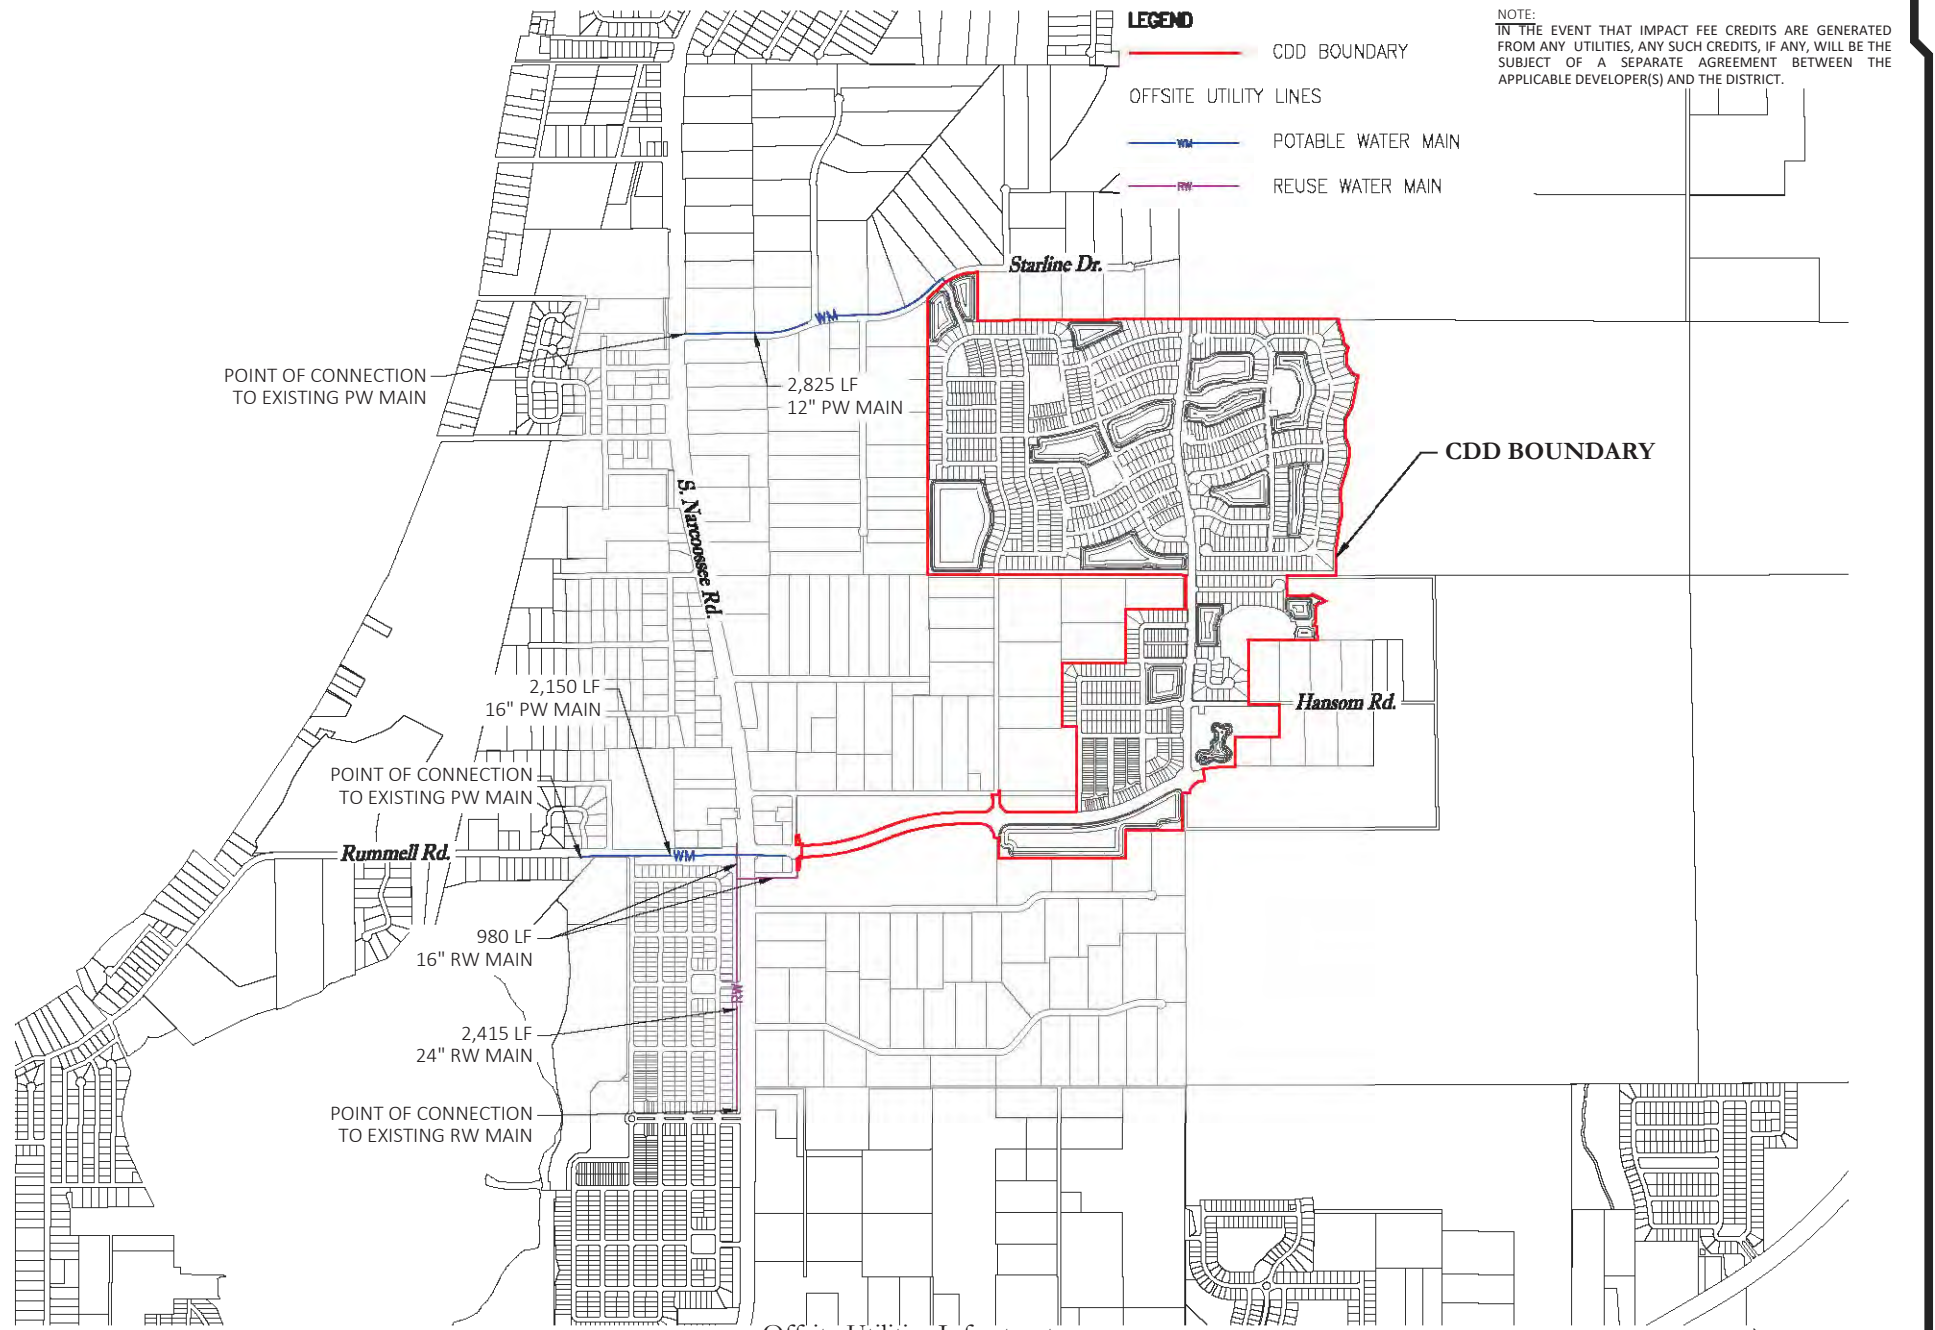 LEGEND
CDD BOUNDARY
OFFSITE UTILITY LINES
WM
POTABLE WATER MAIN
RW
REUSE WATER MAIN
NOTE:
IN THE EVENT THAT IMPACT FEE CREDITS ARE GENERATED
FROM ANY UTILITIES, ANY SUCH CREDITS, IF ANY, WILL BE THE
SUBJECT OF A SEPARATE AGREEMENT BETWEEN THE
APPLICABLE DEVELOPER(S) AND THE DISTRICT.
Starline Dr.
WM
POINT OF CONNECTION
TO EXISTING PW MAIN
2,825 LF
12" PW MAIN
CDD BOUNDARY
S. Narcoossee Rd.
2,150 LF
16" PW MAIN
Hansom Rd.
POINT OF CONNECTION
TO EXISTING PW MAIN
Rummell Rd.
WM
980 LF
16" RW MAIN
RW
2,415 LF
24" RW MAIN
POINT OF CONNECTION
TO EXISTING RW MAIN